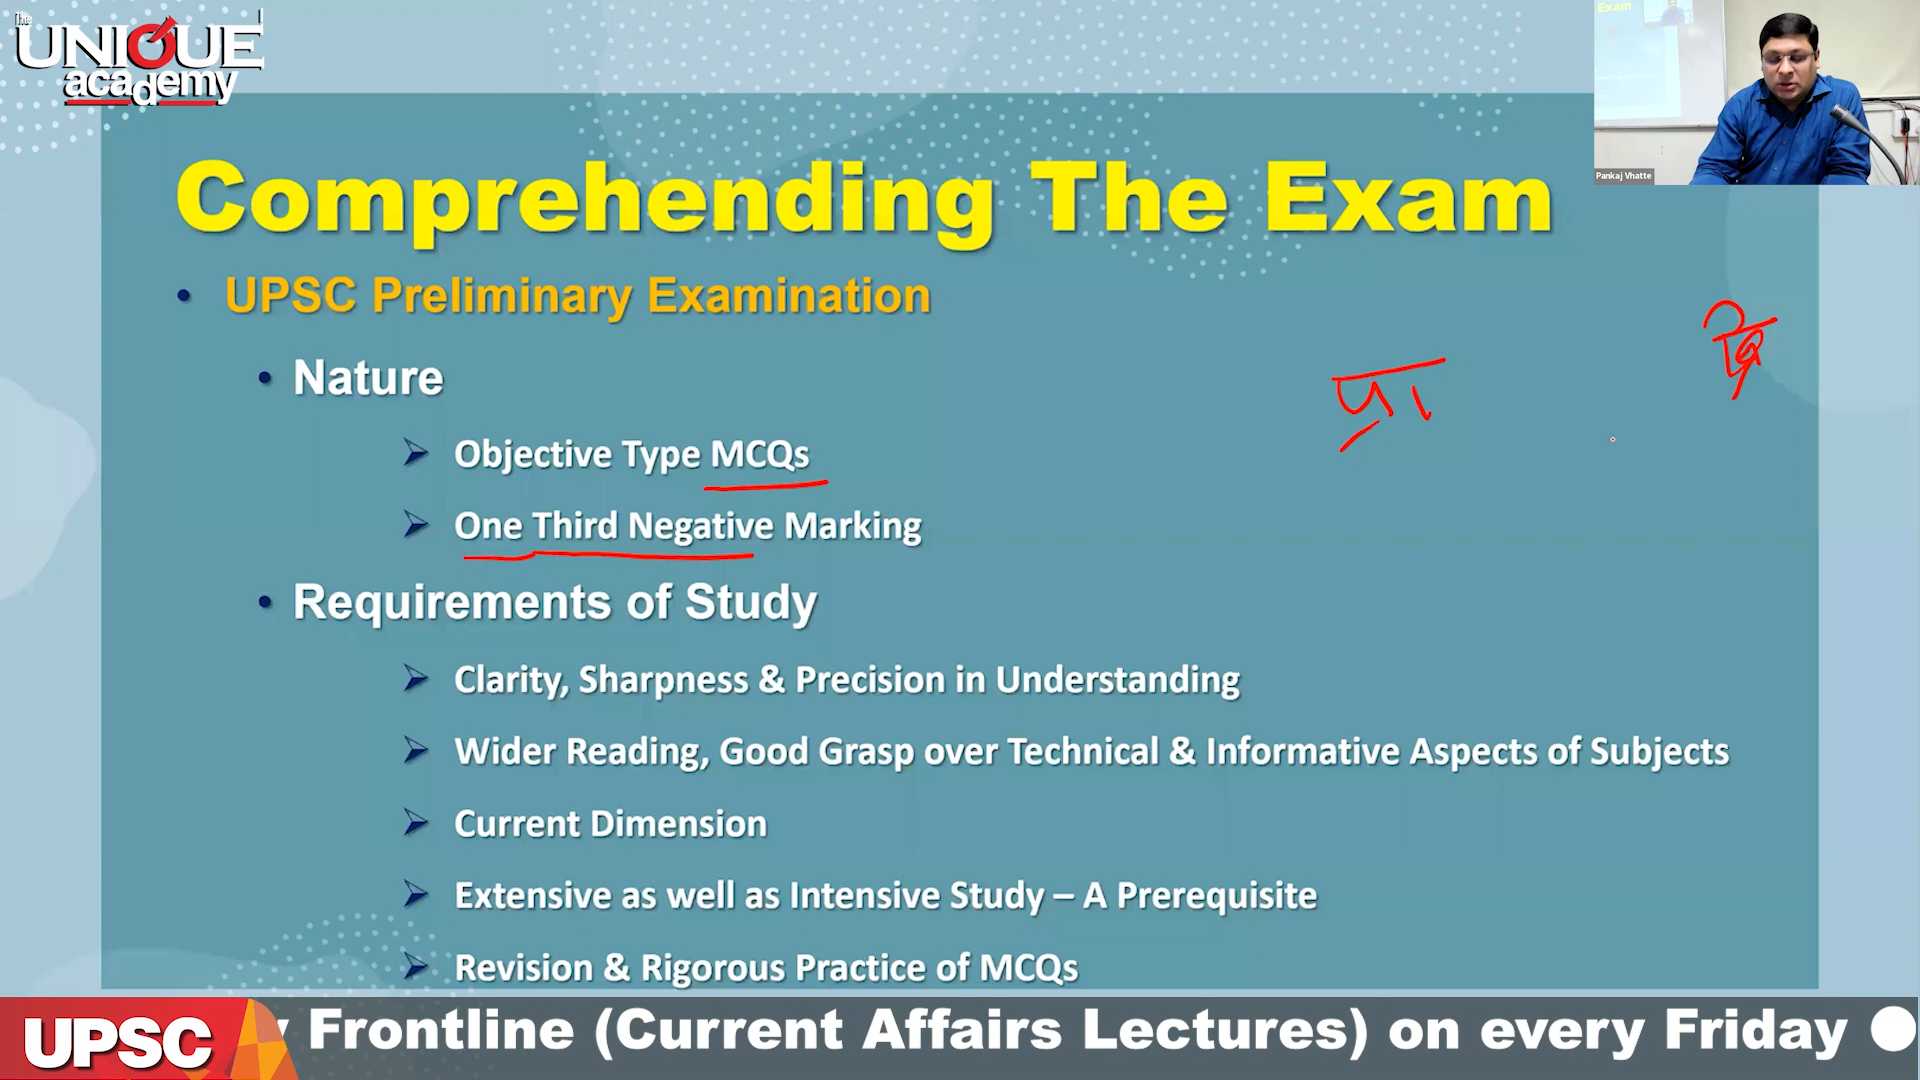 The
UNIQUE
academy
Exam
Pankaj Vhatte
Comprehending The Exam
• UPSC Preliminary Examination
• Nature
➢ Objective Type MCQs
➢ One Third Negative Marking
• Requirements of Study
➢ Clarity, Sharpness & Precision in Understanding
➢ Wider Reading, Good Grasp over Technical & Informative Aspects of Subjects
➢ Current Dimension
➢ Extensive as well as Intensive Study – A Prerequisite
➢ Revision & Rigorous Practice of MCQs
UPSC
Frontline (Current Affairs Lectures) on every Friday